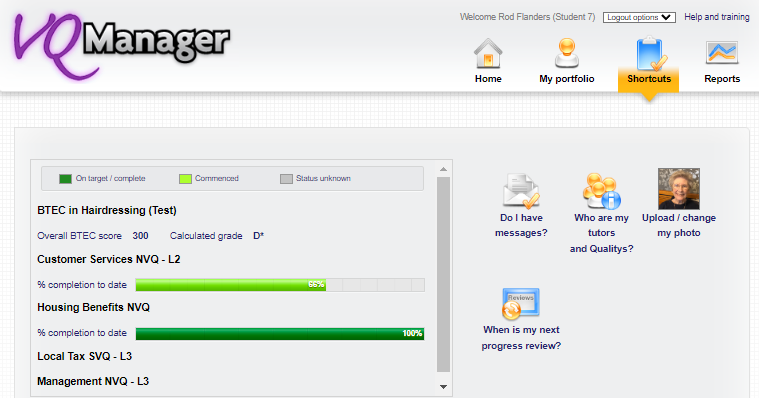 VQManager
Welcome Rod Flanders (Student 7) Logout options Help and training
Home My portfolio Shortcuts Reports
On target / complete Commenced Status unknown
BTEC in Hairdressing (Test)
Overall BTEC score 300 Calculated grade D*
Customer Services NVQ - L2
% completion to date 66%
Housing Benefits NVQ
% completion to date 100%
Local Tax SVQ - L3
Management NVQ - L3
Do I have
messages?
Who are my
tutors
and Qualitys?
Upload / change
my photo
Reviews
When is my next
progress review?